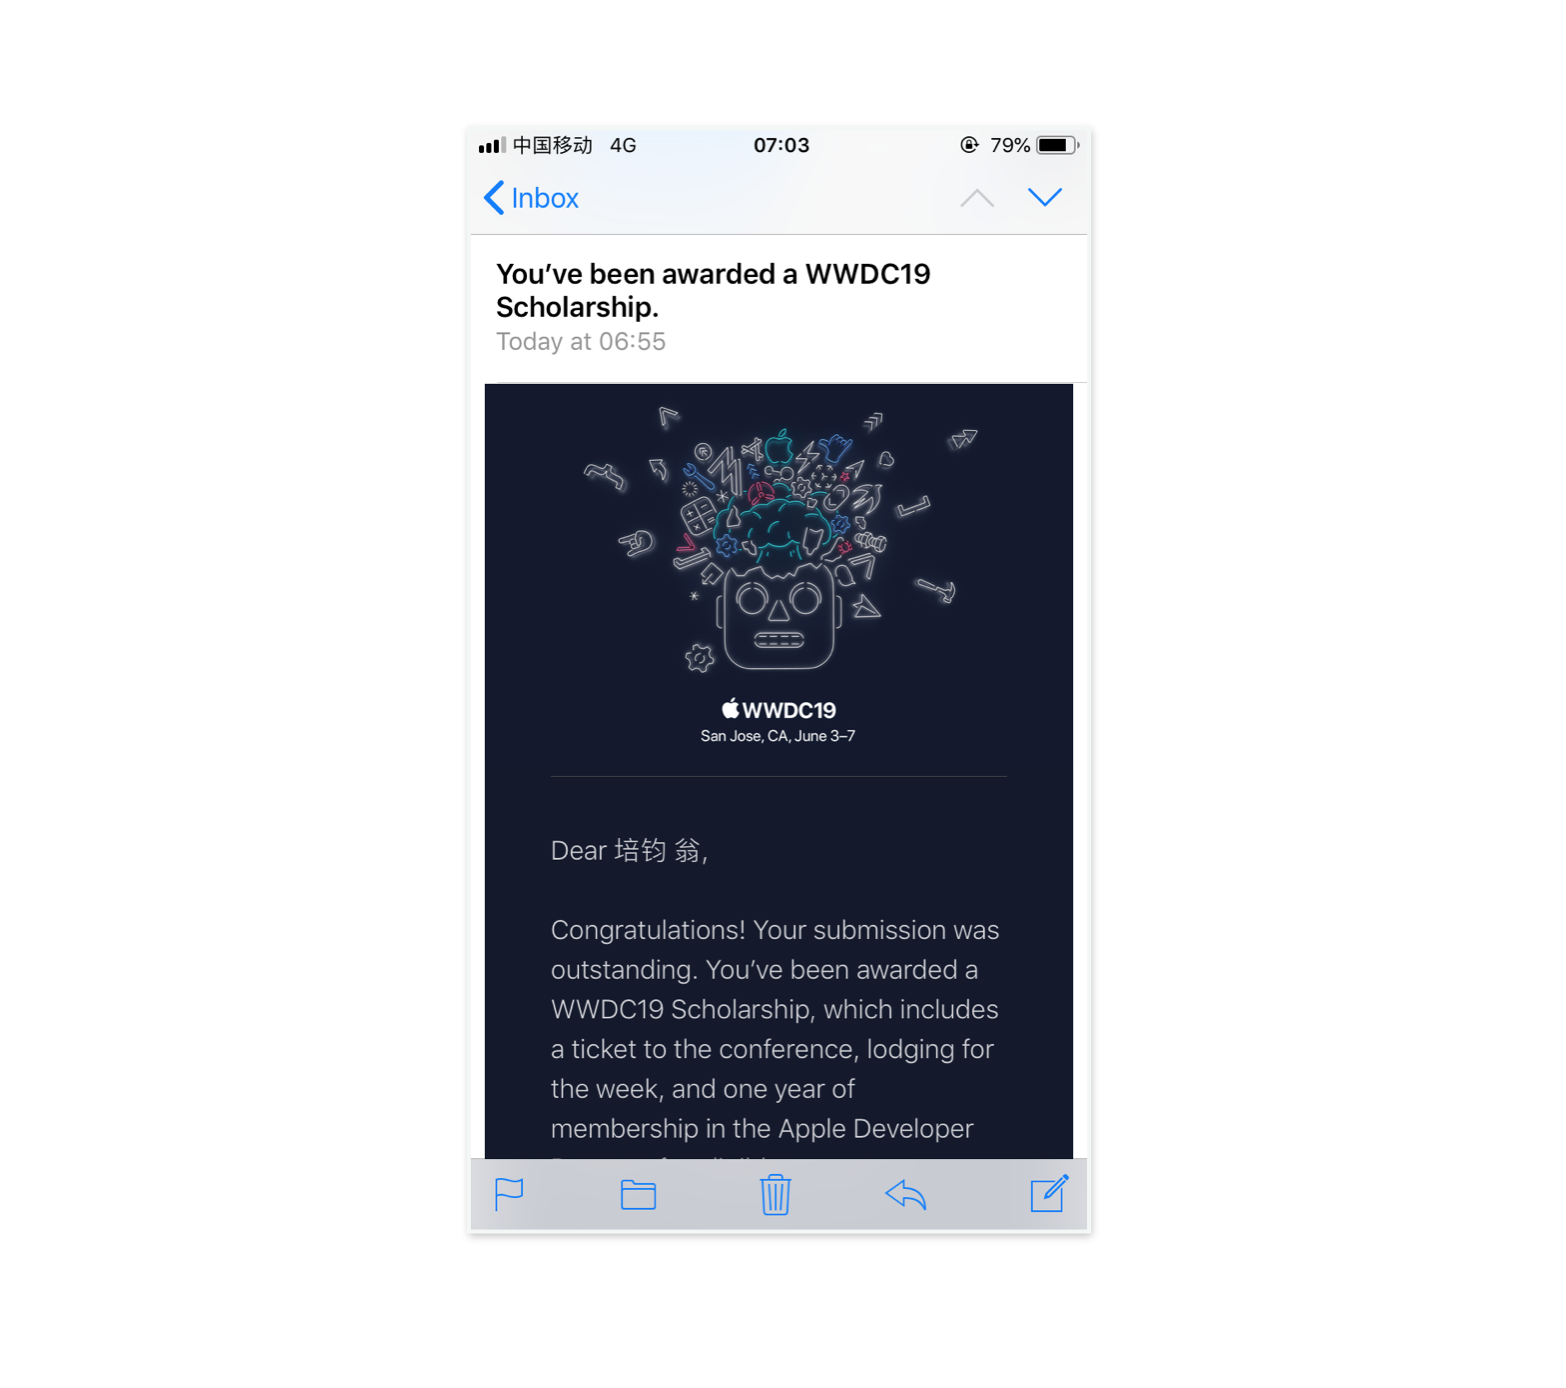 中国移动 4G 07:03 79%
Inbox
You've been awarded a WWDC19
Scholarship.
Today at 06:55
WWDC19
San Jose, CA, June 3–7
Dear 培钧 翁,
Congratulations! Your submission was
outstanding. You've been awarded a
WWDC19 Scholarship, which includes
a ticket to the conference, lodging for
the week, and one year of
membership in the Apple Developer